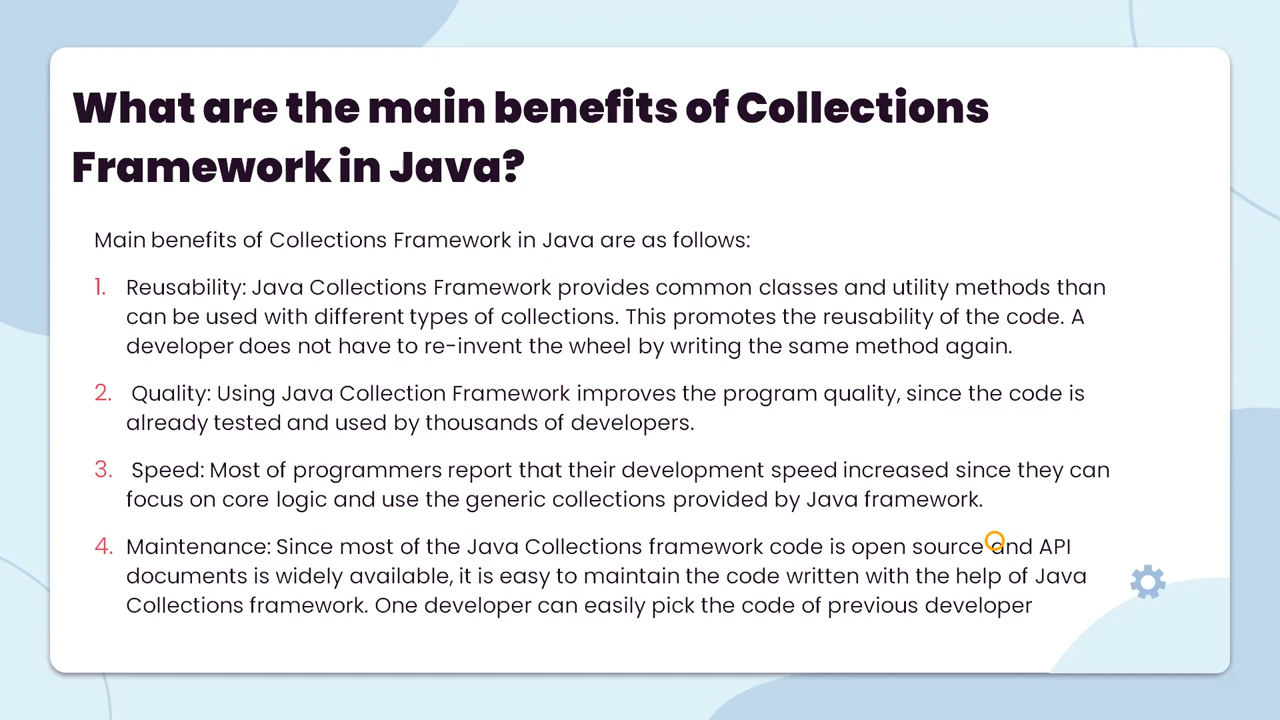 What are the main benefits of Collections
Framework in Java?
Main benefits of Collections Framework in Java are as follows:
1. Reusability: Java Collections Framework provides common classes and utility methods than
can be used with different types of collections. This promotes the reusability of the code. A
developer does not have to re-invent the wheel by writing the same method again.
2. Quality: Using Java Collection Framework improves the program quality, since the code is
already tested and used by thousands of developers.
3. Speed: Most of programmers report that their development speed increased since they can
focus on core logic and use the generic collections provided by Java framework.
4. Maintenance: Since most of the Java Collections framework code is open source and API
documents is widely available, it is easy to maintain the code written with the help of Java
Collections framework. One developer can easily pick the code of previous developer